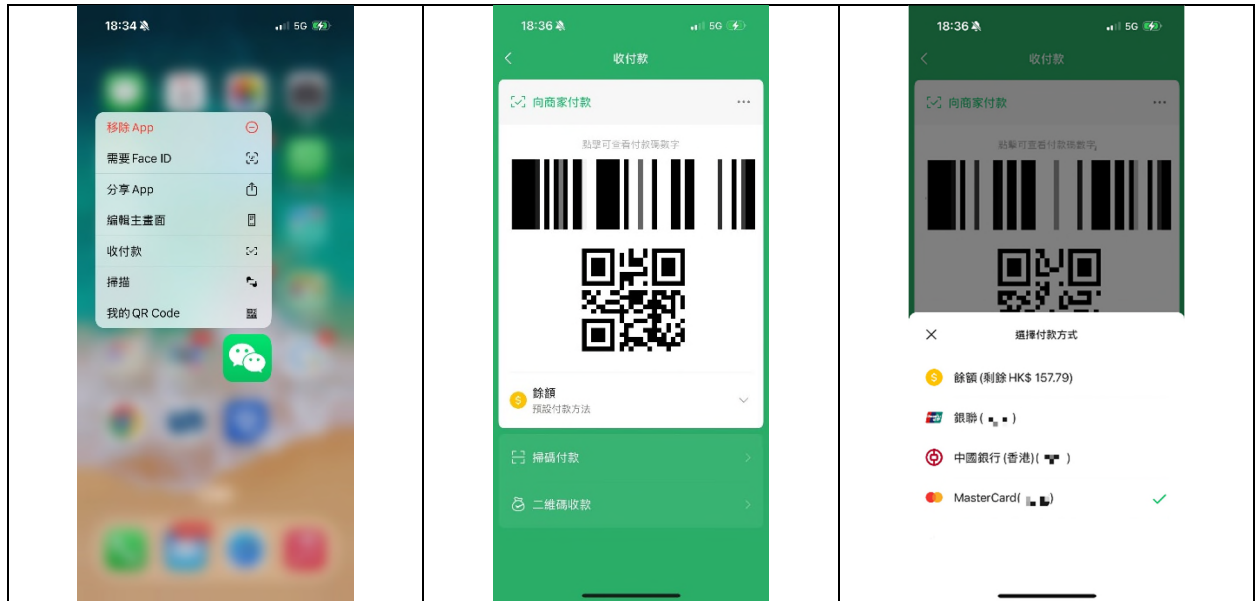 18:34
5G
移除 App
需要 Face ID
分享 App
編輯主畫面
收付款
掃描
我的 QR Code
18:36
5G
收付款
向商家付款
點擊可查看付款碼數字
餘額
預設付款方法
掃碼付款
二維碼收款
18:36
5G
收付款
向商家付款
點擊可查看付款碼數字
選擇付款方式
餘額 (剩餘 HK$ 157.79)
銀聯 ( )
中國銀行 (香港)( )
MasterCard( )